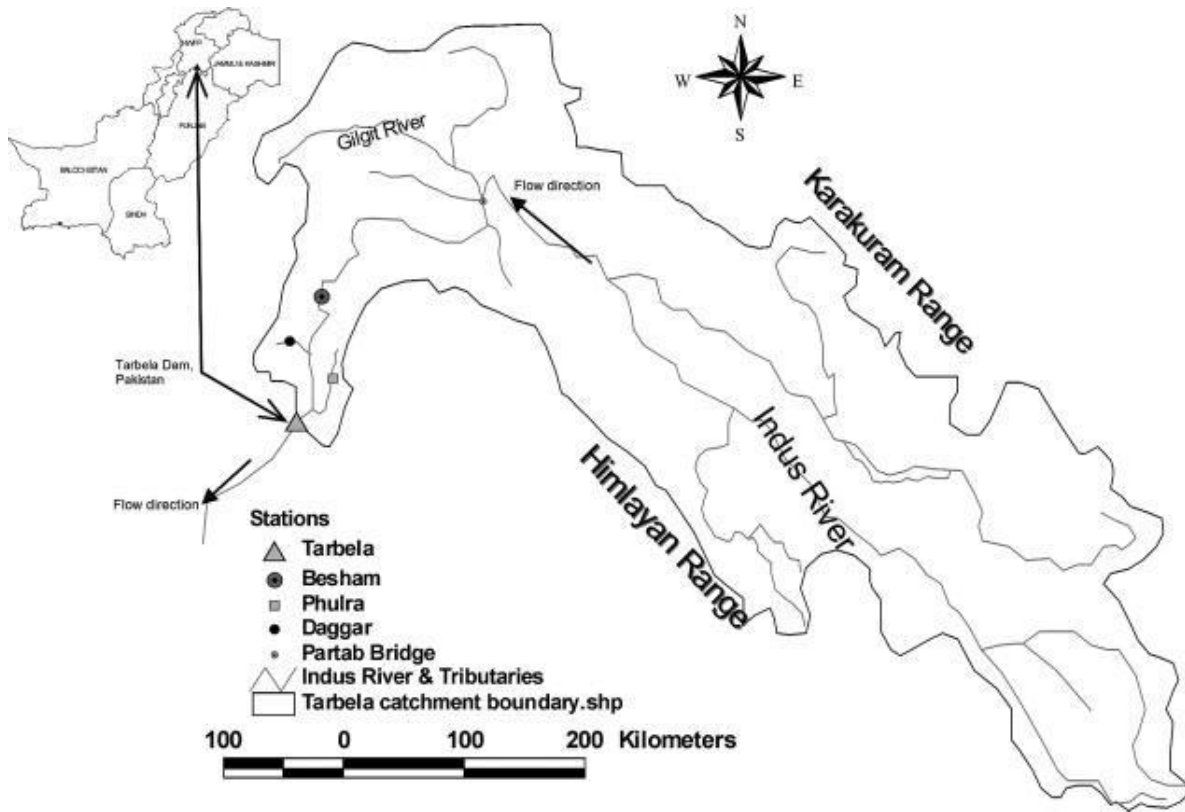 NWFP
JAMMU & KASHMIR
PUNJAB
BALOCHISTAN
SINDH
N
W
E
S
Gilgit River
Flow direction
Karakuram Range
Tarbela Dam,
Pakistan
Indus River
Himlayan Range
Flow direction
Stations
Tarbela
Besham
Phulra
Daggar
Partab Bridge
Indus River & Tributaries
Tarbela catchment boundary.shp
100 0 100 200 Kilometers